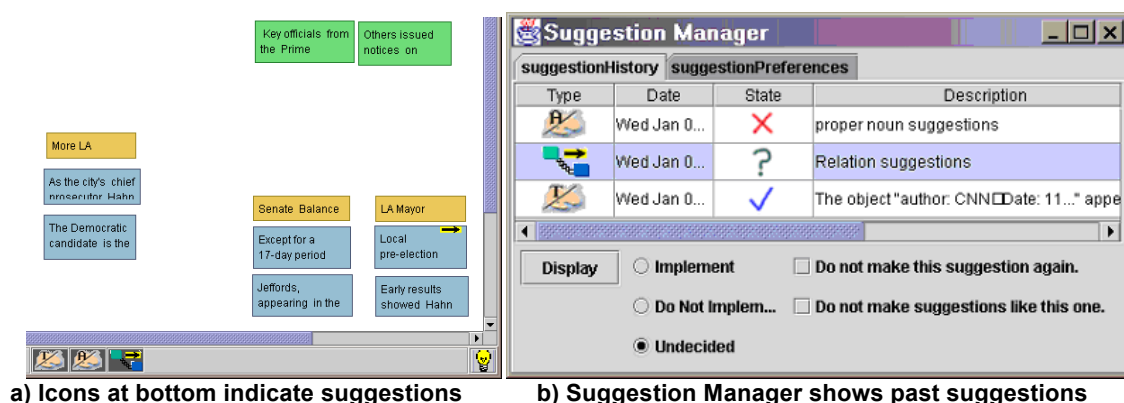 Key officials from
the Prime
Others issued
notices on
More LA
As the city's chief
prosecutor Hahn
The Democratic
candidate is the
Senate Balance
Except for a
17-day period
Jeffords,
appearing in the
LA Mayor
Local
pre-election
Early results
showed Hahn
a) Icons at bottom indicate suggestions
Suggestion Manager
suggestionHistory suggestionPreferences
Type Date State Description
A Wed Jan 0... proper noun suggestions
Wed Jan 0... ? Relation suggestions
T Wed Jan 0... The object "author: CNN□□Date: 11..." appe
Display Implement Do not make this suggestion again.
Do Not Implem... Do not make suggestions like this one.
Undecided
b) Suggestion Manager shows past suggestions